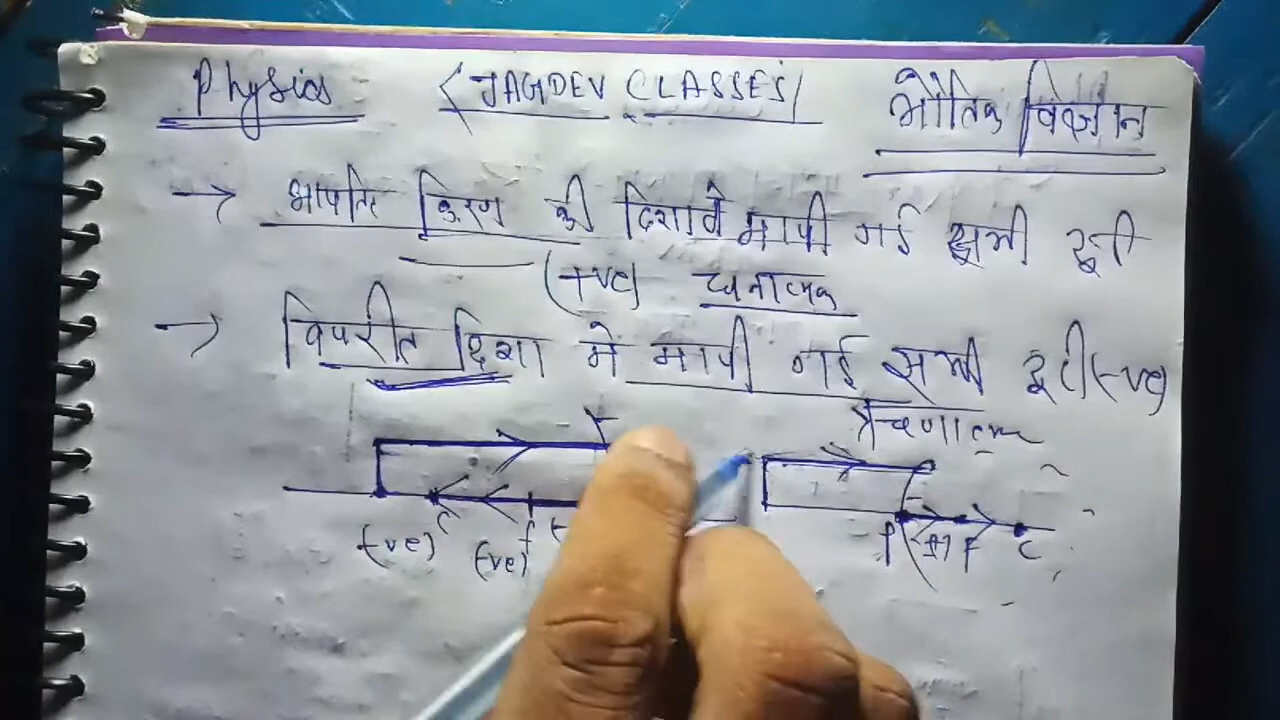 Physics <JAGDEV CLASSES/ भौतिक विज्ञान
→ आपतित किरण की दिशा मे मापी गई सभी दूरी
(+ve) धनात्मक
→ विपरीत दिशा मे मापी गई सभी दूरी (-ve)
ऋणात्मक
(-ve) C (-ve) f P F C